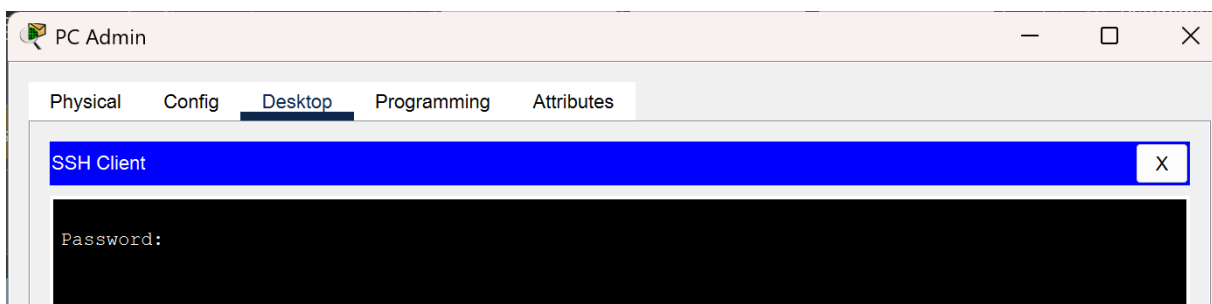 PC Admin
Physical Config Desktop Programming Attributes
SSH Client X
Password: